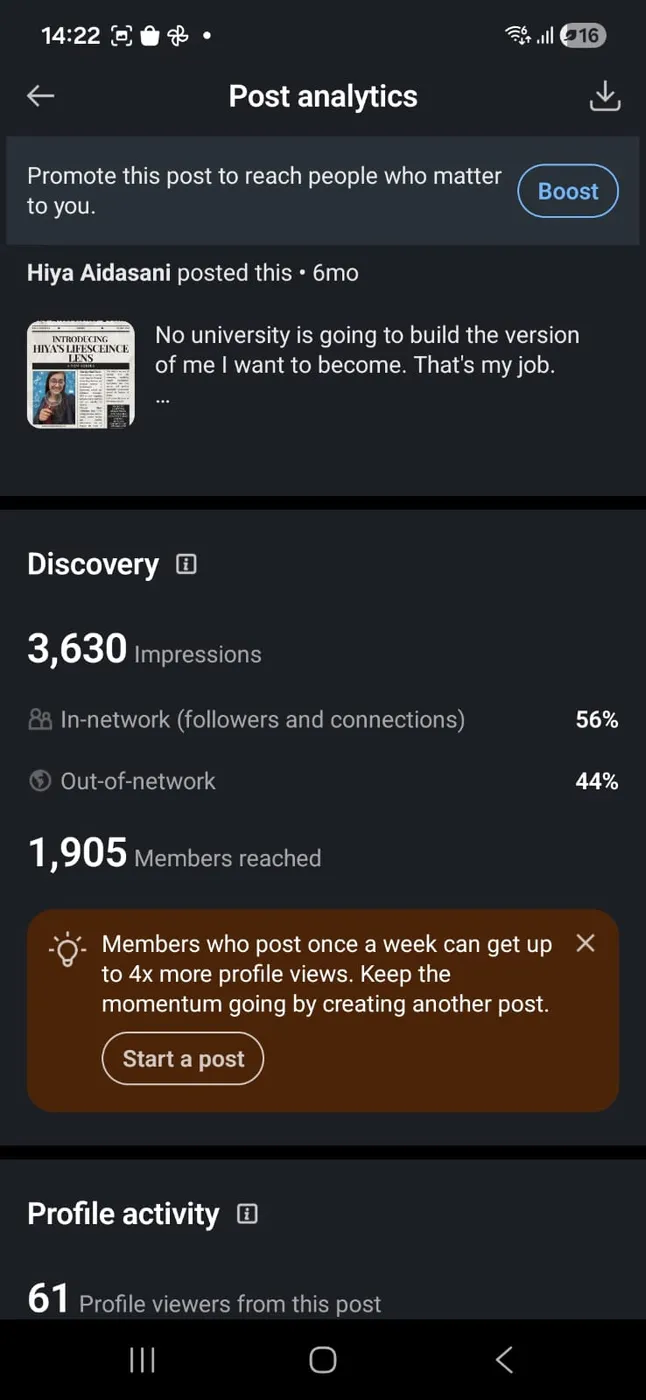 14:22
16
Post analytics
Promote this post to reach people who matter
to you.
Boost
Hiya Aidasani posted this • 6mo
INTRODUCING
HIYA'S LIFESCEINCE
LENS
No university is going to build the version
of me I want to become. That's my job.
...
Discovery
3,630 Impressions
In-network (followers and connections) 56%
Out-of-network 44%
1,905 Members reached
Members who post once a week can get up
to 4x more profile views. Keep the
momentum going by creating another post.
Start a post
Profile activity
61 Profile viewers from this post